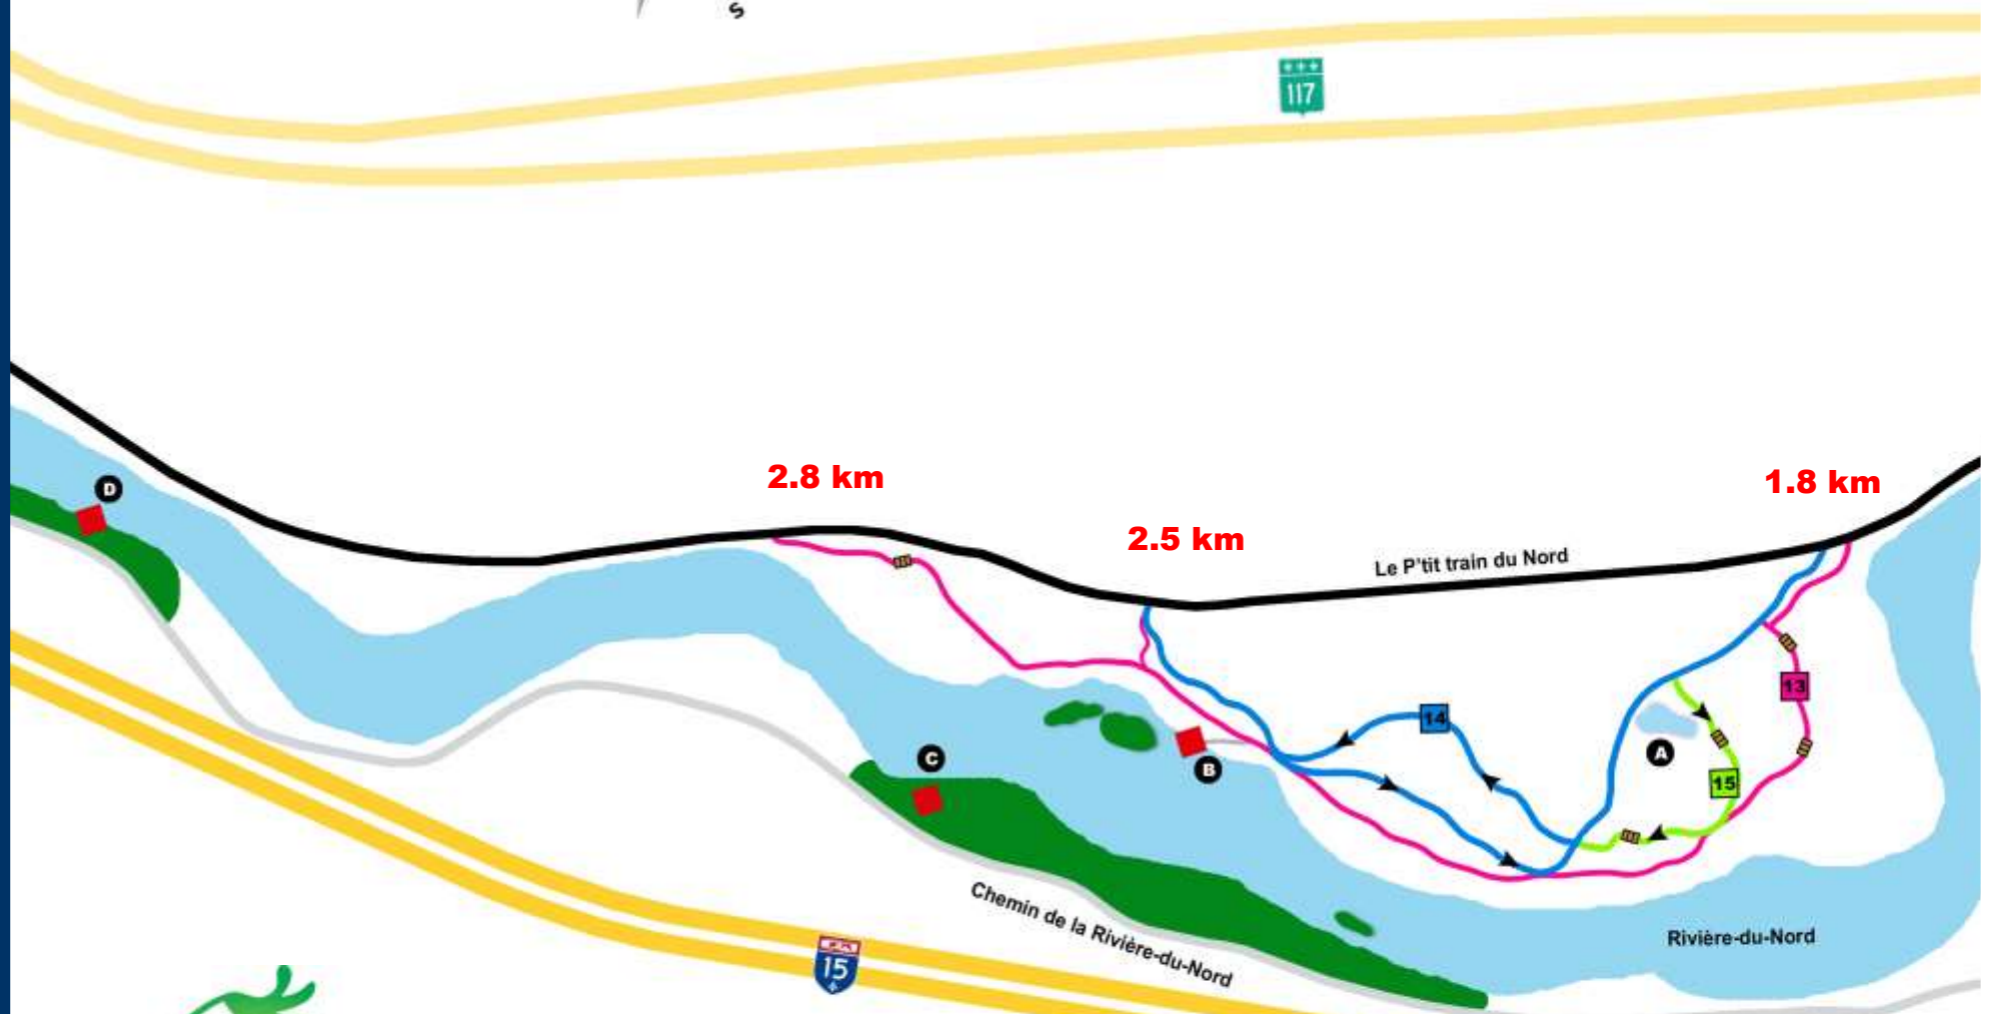 S
117
D
2.8 km
1.8 km
2.5 km
Le P'tit train du Nord
13
14
A
15
C
B
Chemin de la Rivière-du-Nord
Rivière-du-Nord
15